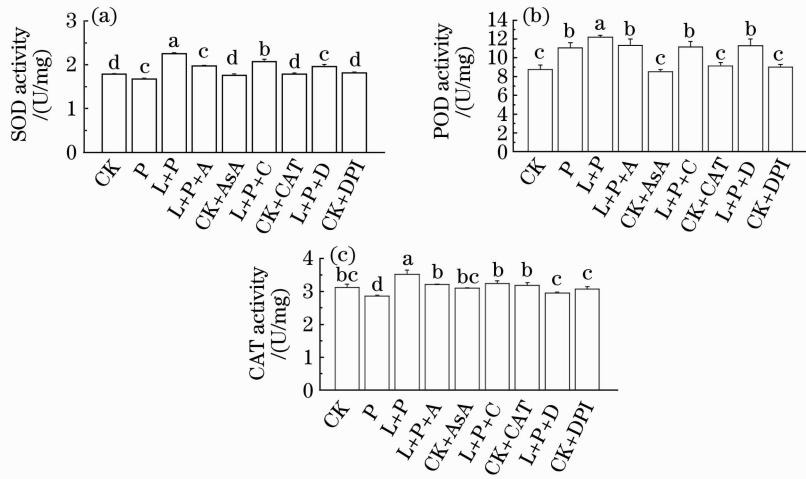 (a)
SOD activity
/(U/mg)
3
2
1
0
d c a c d b d c d
CK P L+P L+P+A CK+AsA L+P+C CK+CAT L+P+D CK+DPI
(b)
POD activity
/(U/mg)
14
12
10
8
6
4
2
0
c b a b c b c b c
CK P L+P L+P+A CK+AsA L+P+C CK+CAT L+P+D CK+DPI
(c)
CAT activity
/(U/mg)
4
3
2
1
0
bc d a b bc b b c c
CK P L+P L+P+A CK+AsA L+P+C CK+CAT L+P+D CK+DPI